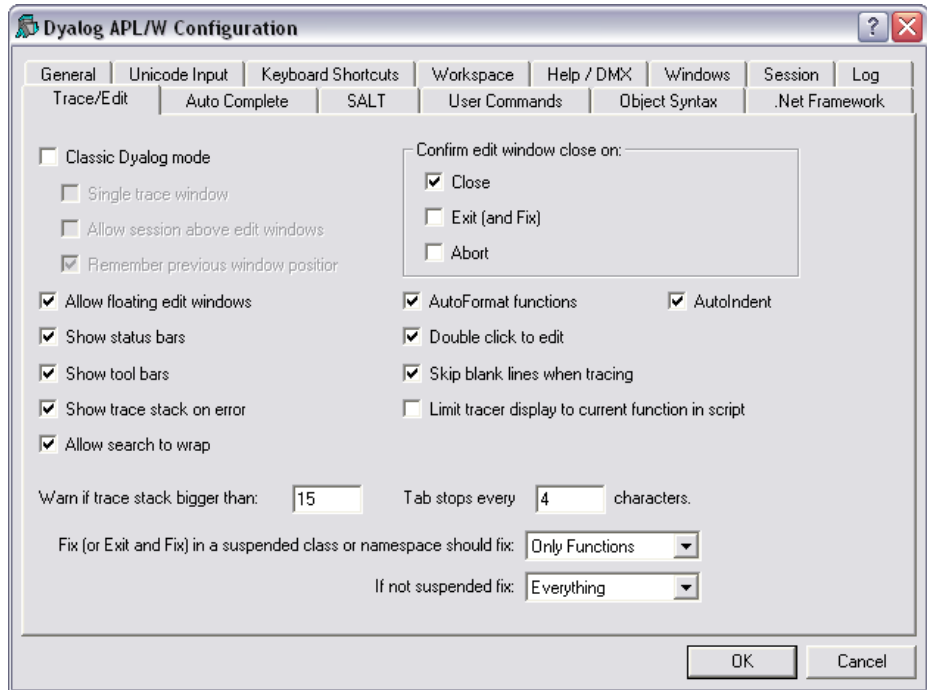 Dyalog APL/W Configuration
General Unicode Input Keyboard Shortcuts Workspace Help / DMX Windows Session Log
Trace/Edit Auto Complete SALT User Commands Object Syntax .Net Framework
Classic Dyalog mode
Single trace window
Allow session above edit windows
Remember previous window position
Confirm edit window close on:
Close
Exit (and Fix)
Abort
Allow floating edit windows
AutoFormat functions AutoIndent
Show status bars
Double click to edit
Show tool bars
Skip blank lines when tracing
Show trace stack on error
Limit tracer display to current function in script
Allow search to wrap
Warn if trace stack bigger than: 15 Tab stops every 4 characters.
Fix (or Exit and Fix) in a suspended class or namespace should fix: Only Functions
If not suspended fix: Everything
OK Cancel